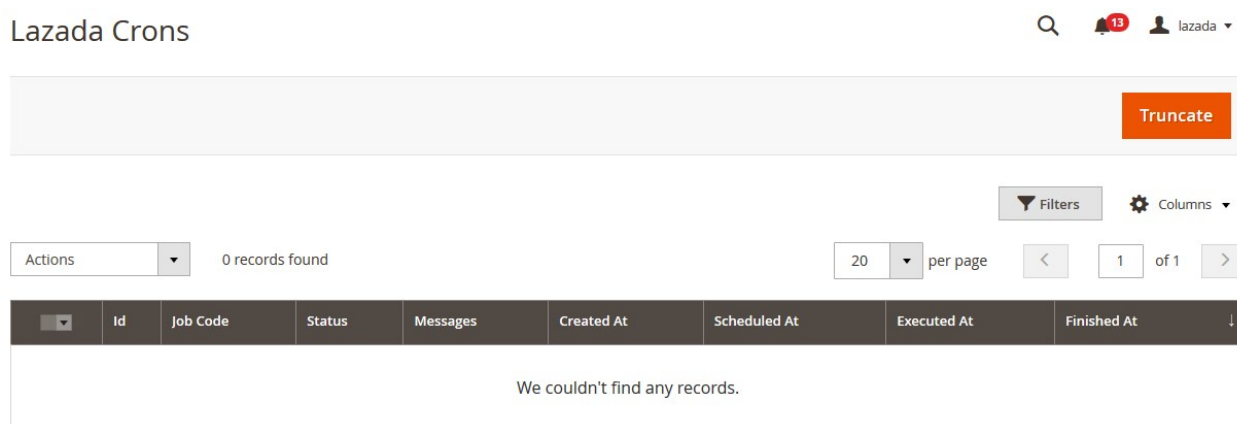 Lazada Crons
13
lazada
Truncate
Filters
Columns
Actions
0 records found
20
per page
1
of 1
Id
Job Code
Status
Messages
Created At
Scheduled At
Executed At
Finished At
We couldn't find any records.